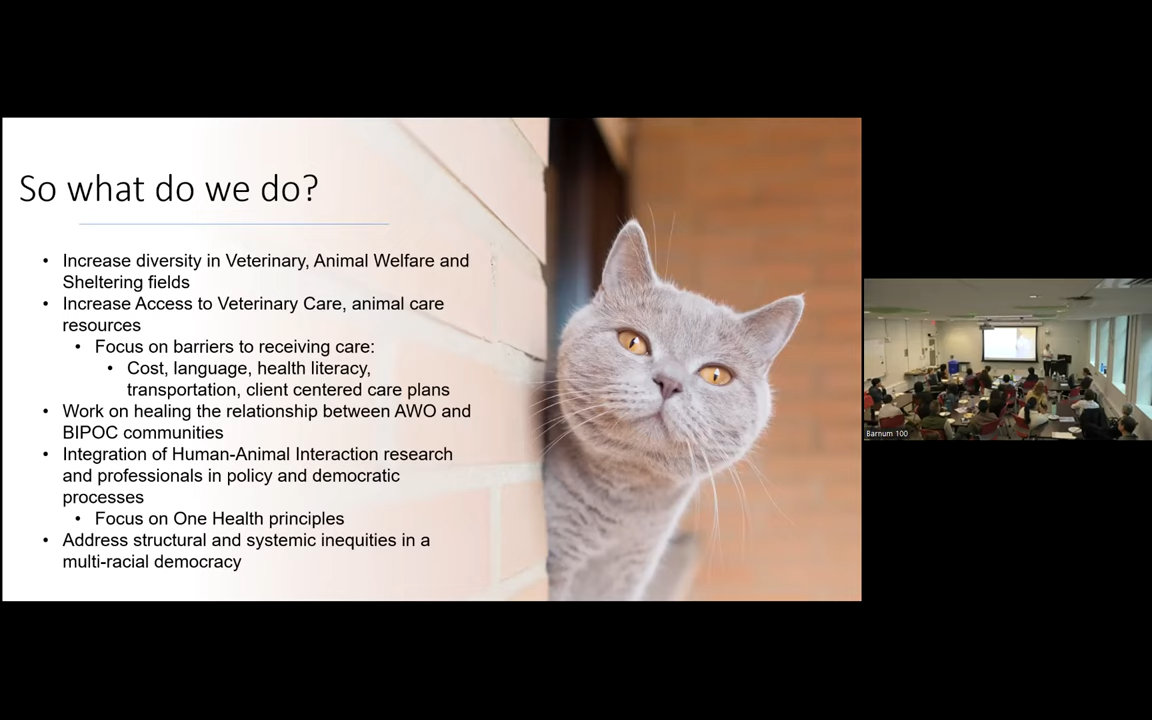 So what do we do?
• Increase diversity in Veterinary, Animal Welfare and
Sheltering fields
• Increase Access to Veterinary Care, animal care
resources
• Focus on barriers to receiving care:
• Cost, language, health literacy,
transportation, client centered care plans
• Work on healing the relationship between AWO and
BIPOC communities
• Integration of Human-Animal Interaction research
and professionals in policy and democratic
processes
• Focus on One Health principles
• Address structural and systemic inequities in a
multi-racial democracy
Barnum 100